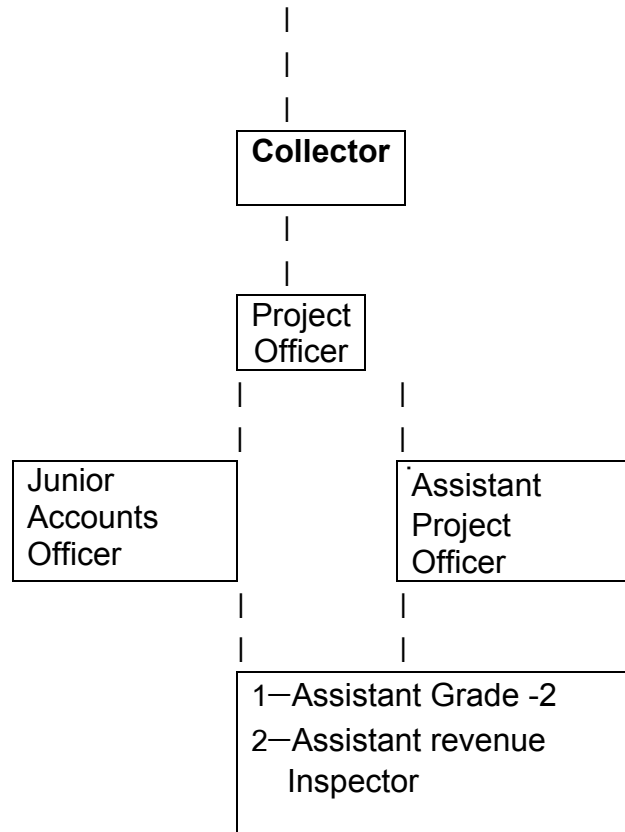 Collector
Project
Officer
Junior
Accounts
Officer
Assistant
Project
Officer
1—Assistant Grade -2
2—Assistant revenue
Inspector